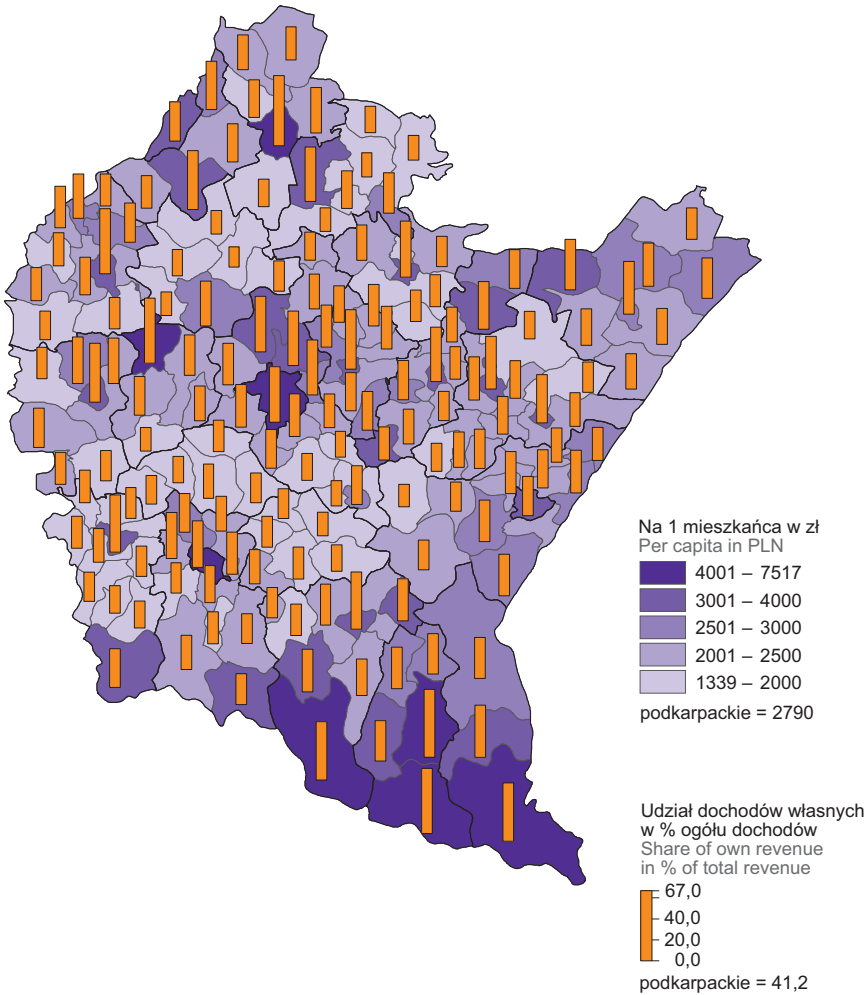 Na 1 mieszkańca w zł
Per capita in PLN
4001 – 7517
3001 – 4000
2501 – 3000
2001 – 2500
1339 – 2000
podkarpackie = 2790
Udział dochodów własnych
w % ogółu dochodów
Share of own revenue
in % of total revenue
67,0
40,0
20,0
0,0
podkarpackie = 41,2